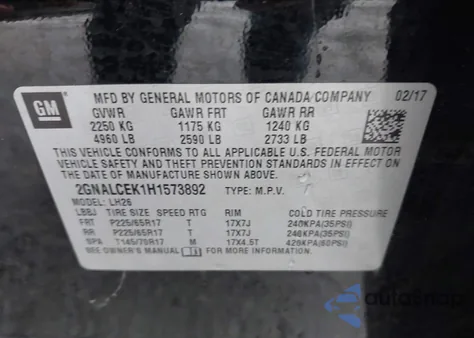 GM
MFD BY GENERAL MOTORS OF CANADA COMPANY 02/17
GVWR GAWR FRT GAWR RR
2250 KG 1175 KG 1240 KG
4960 LB 2590 LB 2733 LB
THIS VEHICLE CONFORMS TO ALL APPLICABLE U.S. FEDERAL MOTOR
VEHICLE SAFETY AND THEFT PREVENTION STANDARDS IN EFFECT ON THE
DATE OF MANUFACTURE SHOWN ABOVE.
2GNALCEK1H1573892 TYPE: M.P.V.
MODEL: LH26
LBBJ TIRE SIZE SPEED RTG RIM COLD TIRE PRESSURE
FRT P225/65R17 T 17X7J 240KPA(35PSI)
RR P225/65R17 T 17X7J 240KPA(35PSI)
SPA T145/70R17 M 17X4.5T 420KPA(60PSI)
SEE OWNER'S MANUAL FOR MORE INFORMATION.